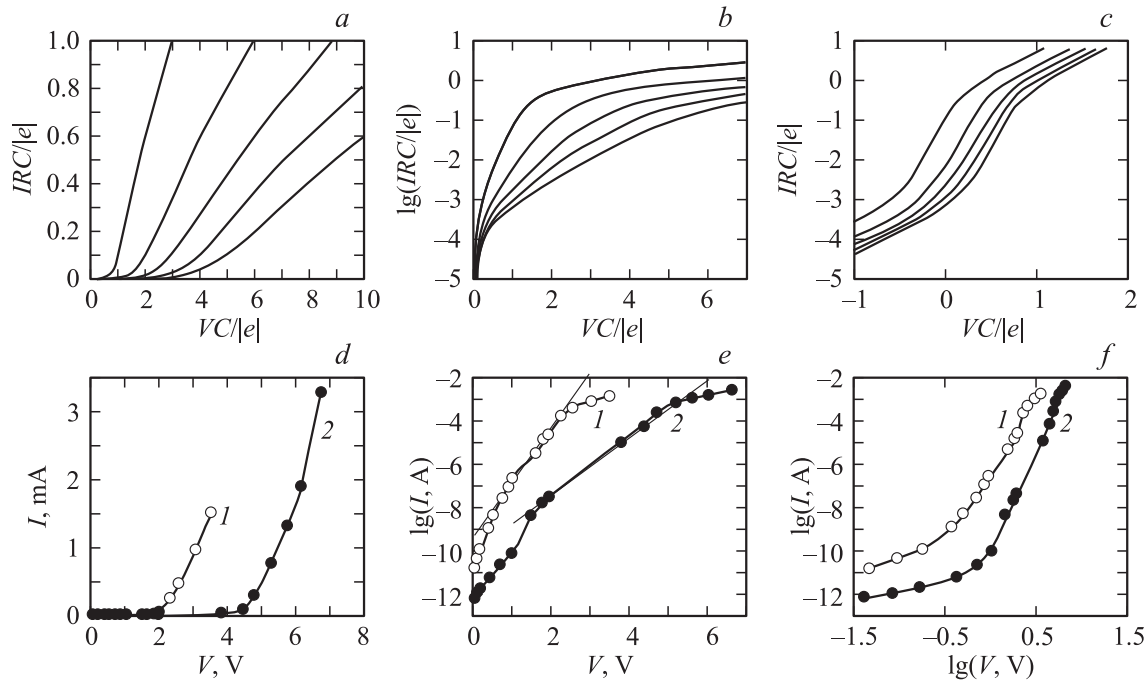 a
1.0
0.8
0.6
0.4
0.2
0
IRC/|e|
0 2 4 6 8 10
VC/|e|
b
1
0
–1
–2
–3
–4
–5
lg(IRC/|e|)
0 2 4 6
VC/|e|
c
1
0
–1
–2
–3
–4
–5
IRC/|e|
–1 0 1 2
VC/|e|
d
3
2
1
0
I, mA
1
2
0 2 4 6 8
V, V
e
–2
–4
–6
–8
–10
–12
lg(I, A)
1
2
0 2 4 6
V, V
f
–2
–4
–6
–8
–10
–12
lg(I, A)
1
2
–1.5 –0.5 0.5 1.5
lg(V, V)